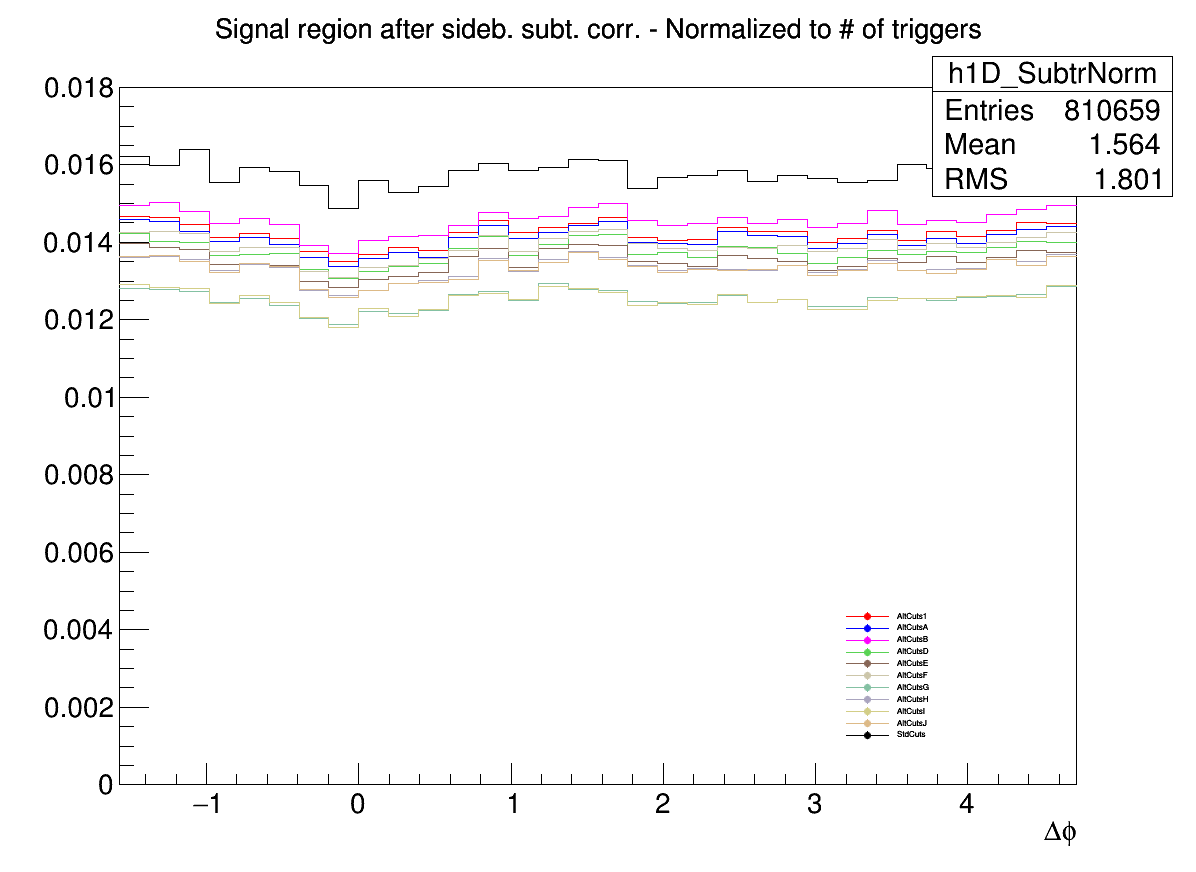 Signal region after sideb. subt. corr. - Normalized to # of triggers
h1D_SubtrNorm
Entries 810659
Mean 1.564
RMS 1.801
0.018
0.016
0.014
0.012
0.01
0.008
0.006
0.004
0.002
0
AltCuts1
AltCutsA
AltCutsB
AltCutsD
AltCutsE
AltCutsF
AltCutsG
AltCutsH
AltCutsI
AltCutsJ
StdCuts
−1 0 1 2 3 4
Δϕ